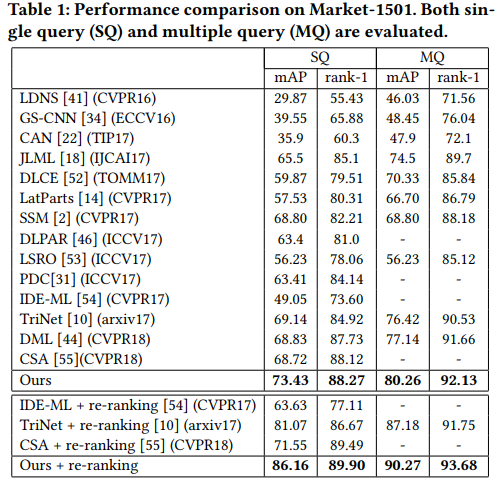 Table 1: Performance comparison on Market-1501. Both sin-
gle query (SQ) and multiple query (MQ) are evaluated.
SQ MQ
mAP rank-1 mAP rank-1
LDNS [41] (CVPR16) 29.87 55.43 46.03 71.56
GS-CNN [34] (ECCV16) 39.55 65.88 48.45 76.04
CAN [22] (TIP17) 35.9 60.3 47.9 72.1
JLML [18] (IJCAI17) 65.5 85.1 74.5 89.7
DLCE [52] (TOMM17) 59.87 79.51 70.33 85.84
LatParts [14] (CVPR17) 57.53 80.31 66.70 86.79
SSM [2] (CVPR17) 68.80 82.21 68.80 88.18
DLPAR [46] (ICCV17) 63.4 81.0 - -
LSRO [53] (ICCV17) 56.23 78.06 56.23 85.12
PDC[31] (ICCV17) 63.41 84.14 - -
IDE-ML [54] (CVPR17) 49.05 73.60 - -
TriNet [10] (arxiv17) 69.14 84.92 76.42 90.53
DML [44] (CVPR18) 68.83 87.73 77.14 91.66
CSA [55](CVPR18) 68.72 88.12 - -
Ours 73.43 88.27 80.26 92.13
IDE-ML + re-ranking [54] (CVPR17) 63.63 77.11 - -
TriNet + re-ranking [10] (arxiv17) 81.07 86.67 87.18 91.75
CSA + re-ranking [55] (CVPR18) 71.55 89.49 - -
Ours + re-ranking 86.16 89.90 90.27 93.68